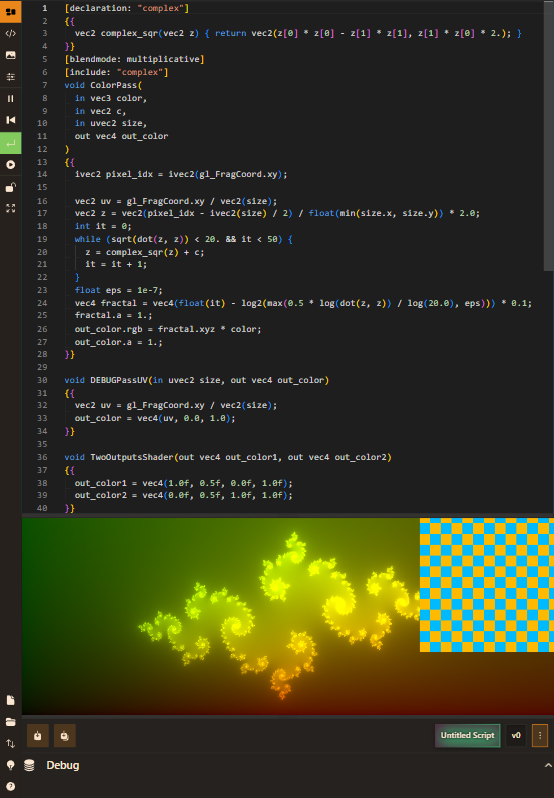 1 [declaration: "complex"]
2 {{
3 vec2 complex_sqr(vec2 z) { return vec2(z[0] * z[0] - z[1] * z[1], z[1] * z[0] * 2.); }
4 }}
5 [blendmode: multiplicative]
6 [include: "complex"]
7 void ColorPass(
8 in vec3 color,
9 in vec2 c,
10 in uvec2 size,
11 out vec4 out_color
12 )
13 {{
14 ivec2 pixel_idx = ivec2(gl_FragCoord.xy);
15
16 vec2 uv = gl_FragCoord.xy / vec2(size);
17 vec2 z = vec2(pixel_idx - ivec2(size) / 2) / float(min(size.x, size.y)) * 2.0;
18 int it = 0;
19 while (sqrt(dot(z, z)) < 20. && it < 50) {
20 z = complex_sqr(z) + c;
21 it = it + 1;
22 }
23 float eps = 1e-7;
24 vec4 fractal = vec4(float(it) - log2(max(0.5 * log(dot(z, z)) / log(20.0), eps))) * 0.1;
25 fractal.a = 1.;
26 out_color.rgb = fractal.xyz * color;
27 out_color.a = 1.;
28 }}
29
30 void DEBUGPassUV(in uvec2 size, out vec4 out_color)
31 {{
32 vec2 uv = gl_FragCoord.xy / vec2(size);
33 out_color = vec4(uv, 0.0, 1.0);
34 }}
35
36 void TwoOutputsShader(out vec4 out_color1, out vec4 out_color2)
37 {{
38 out_color1 = vec4(1.0f, 0.5f, 0.0f, 1.0f);
39 out_color2 = vec4(0.0f, 0.5f, 1.0f, 1.0f);
40 }}
Untitled Script v0
Debug